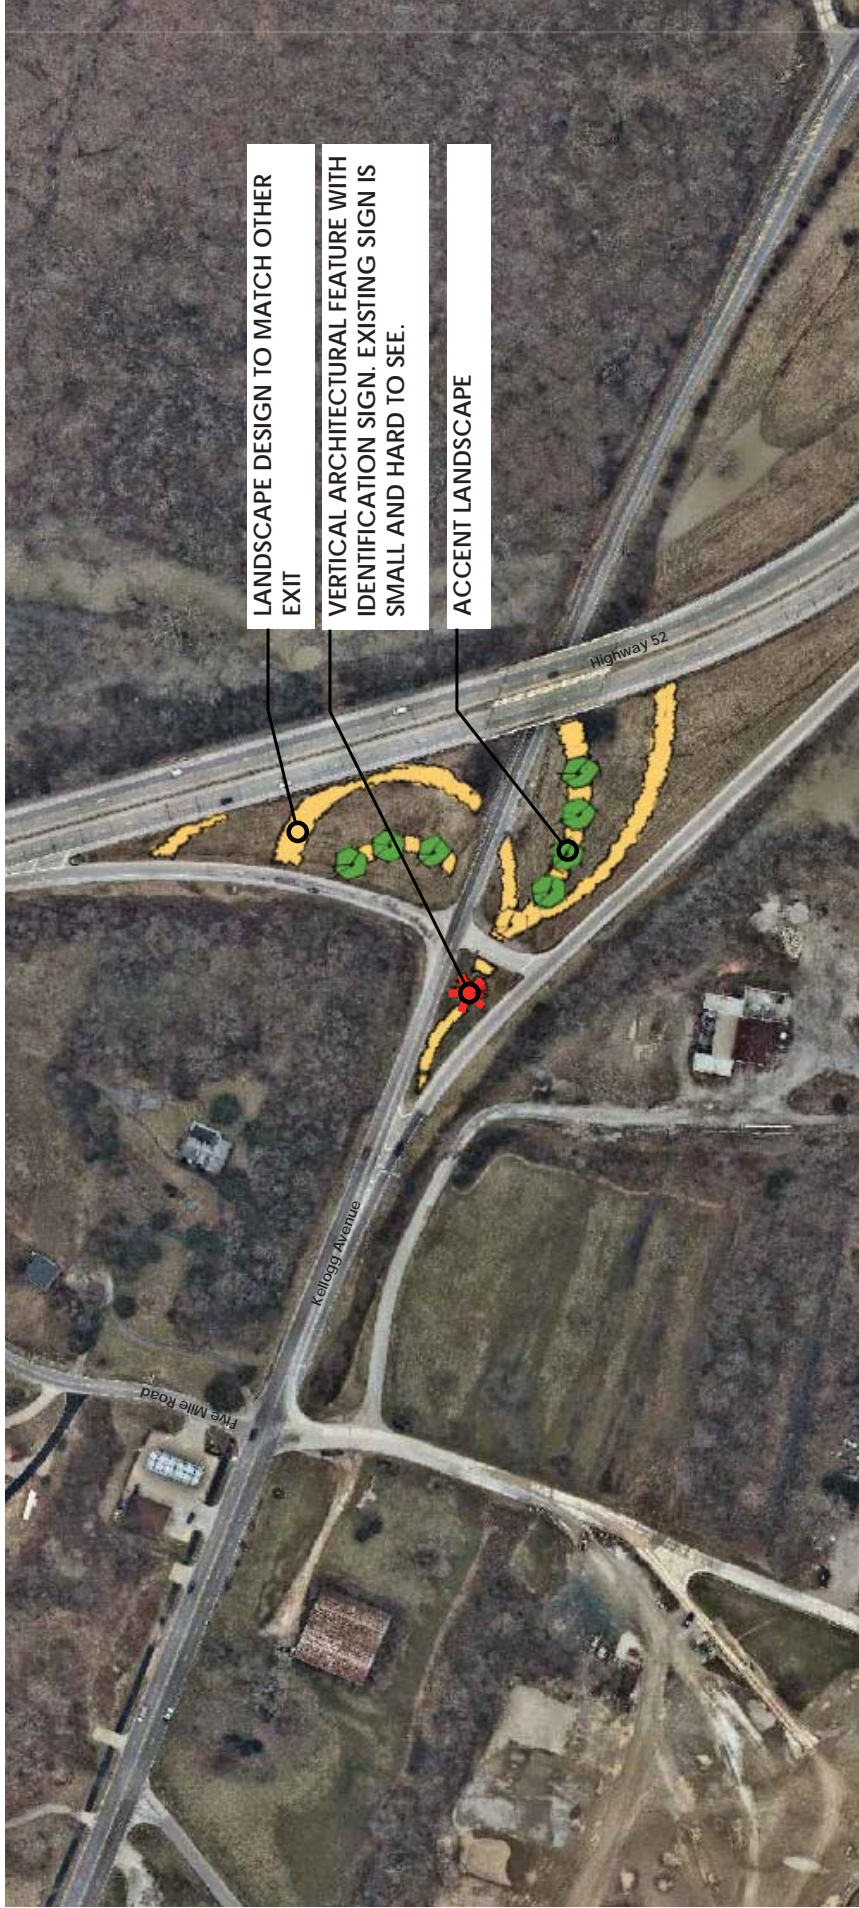 LANDSCAPE DESIGN TO MATCH OTHER
EXIT
VERTICAL ARCHITECTURAL FEATURE WITH
IDENTIFICATION SIGN. EXISTING SIGN IS
SMALL AND HARD TO SEE.
ACCENT LANDSCAPE
Highway 52
Kellogg Avenue
Five Mile Road